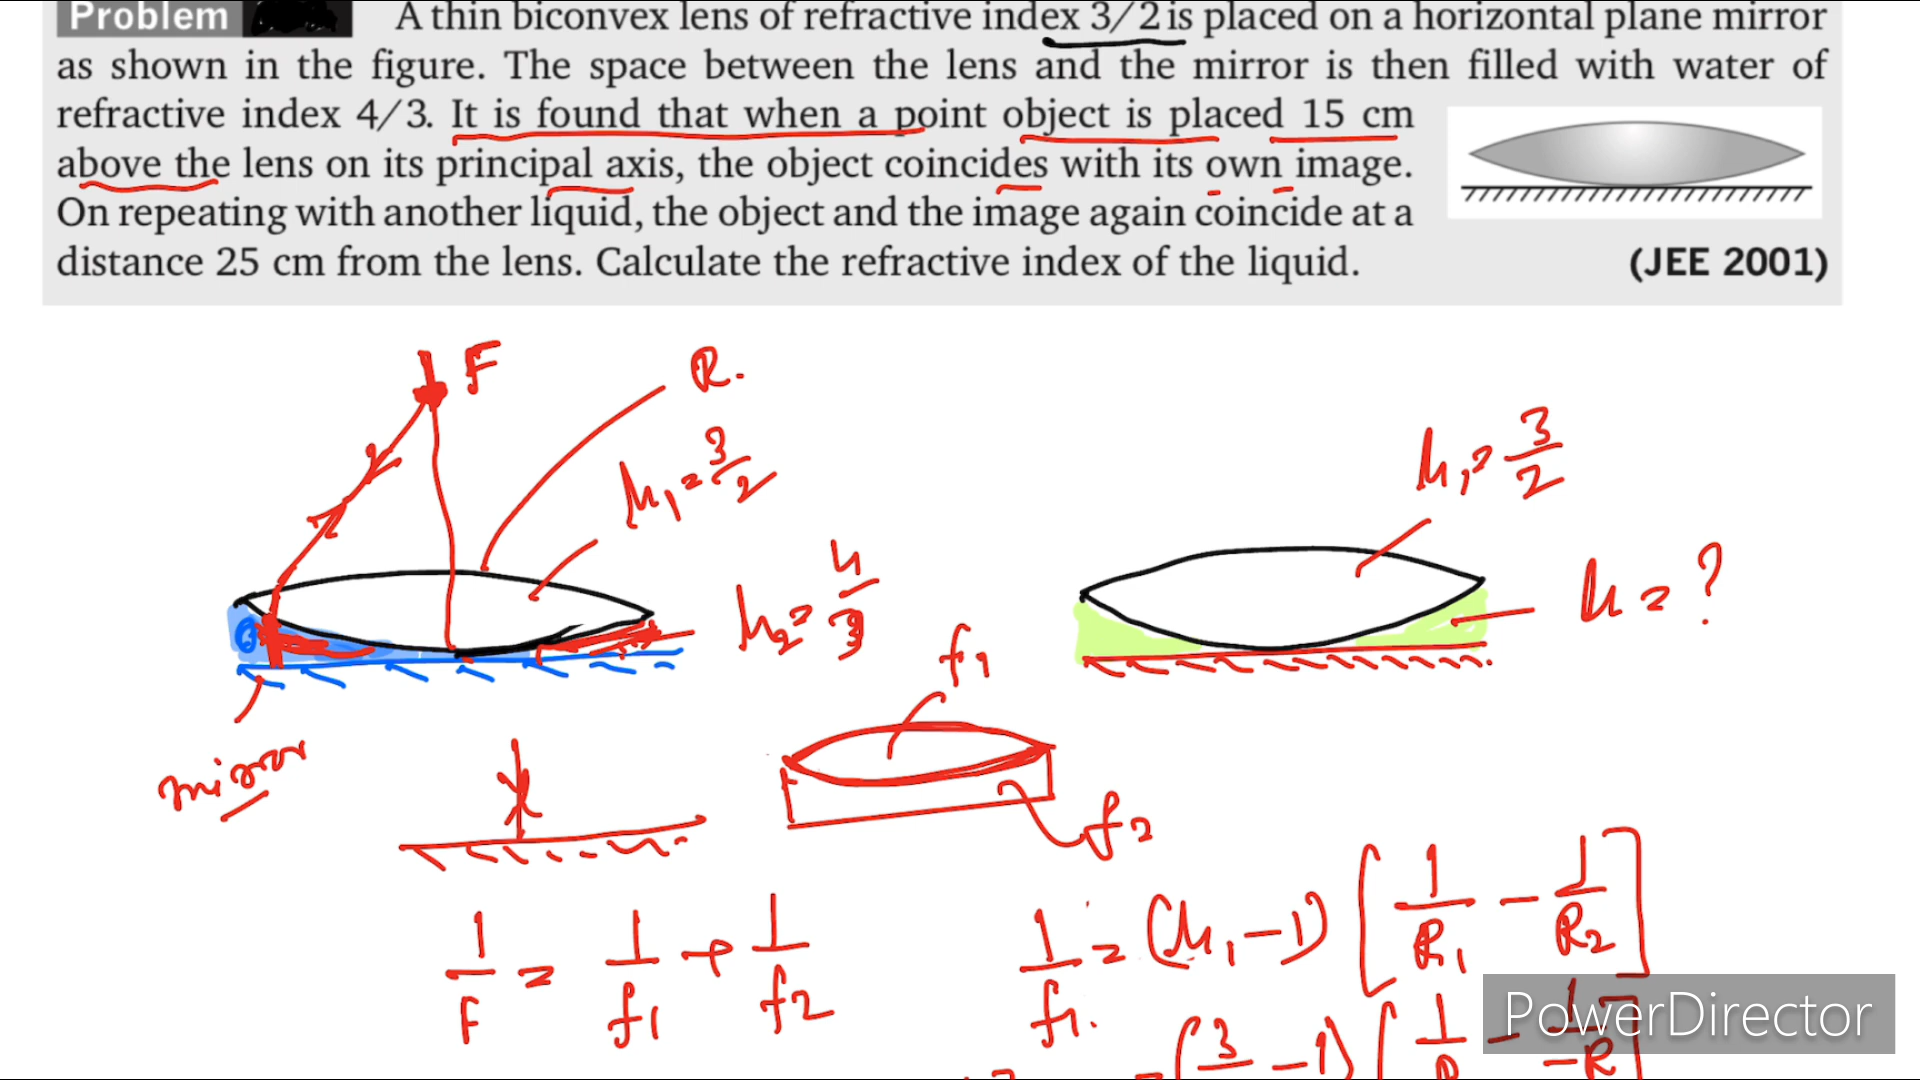 Problem A thin biconvex lens of refractive index 3/2 is placed on a horizontal plane mirror
as shown in the figure. The space between the lens and the mirror is then filled with water of
refractive index 4/3. It is found that when a point object is placed 15 cm
above the lens on its principal axis, the object coincides with its own image.
On repeating with another liquid, the object and the image again coincide at a
distance 25 cm from the lens. Calculate the refractive index of the liquid. (JEE 2001)
F
R.
μ₁ = 3/2
μ₂ = 4/3
mirror
μ₁ = 3/2
μ = ?
f₁
f₂
1/F = 1/f₁ + 1/f₂
1/f₁. = (μ₁ - 1) [1/R₁ - 1/R₂]
PowerDirector